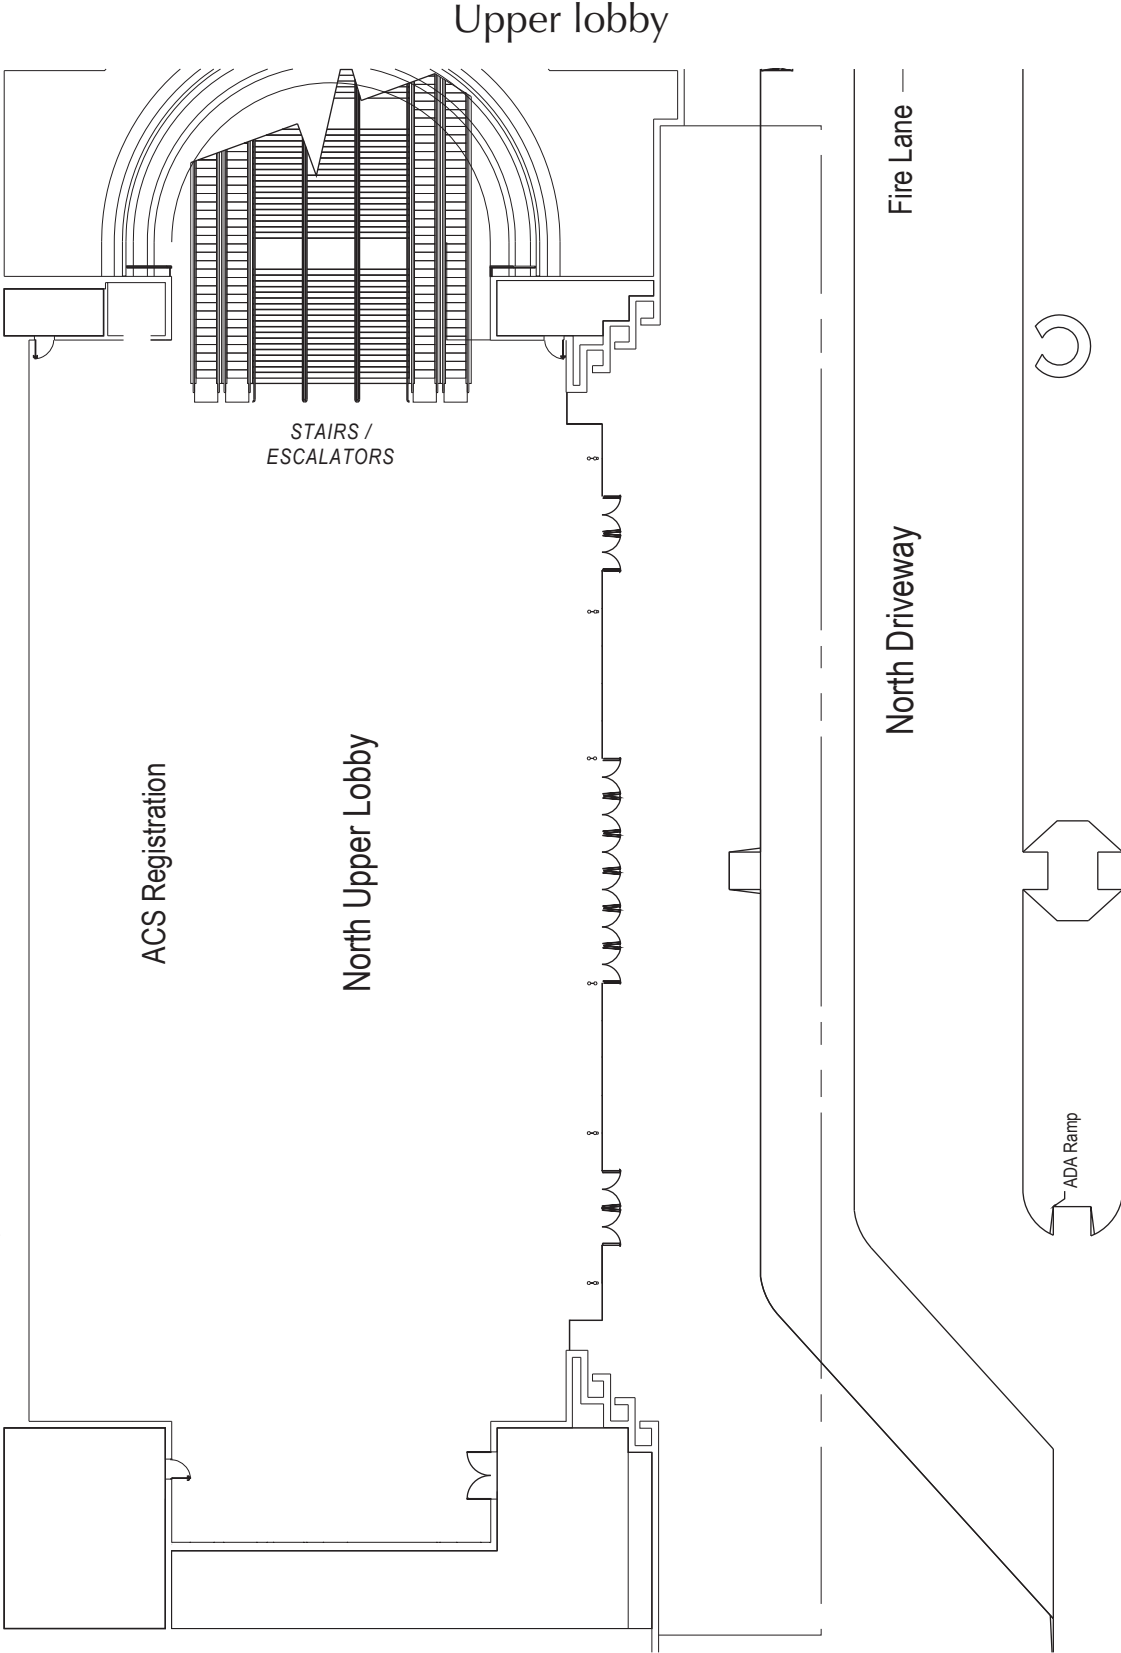 Upper lobby
Fire Lane
STAIRS /
ESCALATORS
North Driveway
ACS Registration
North Upper Lobby
ADA Ramp